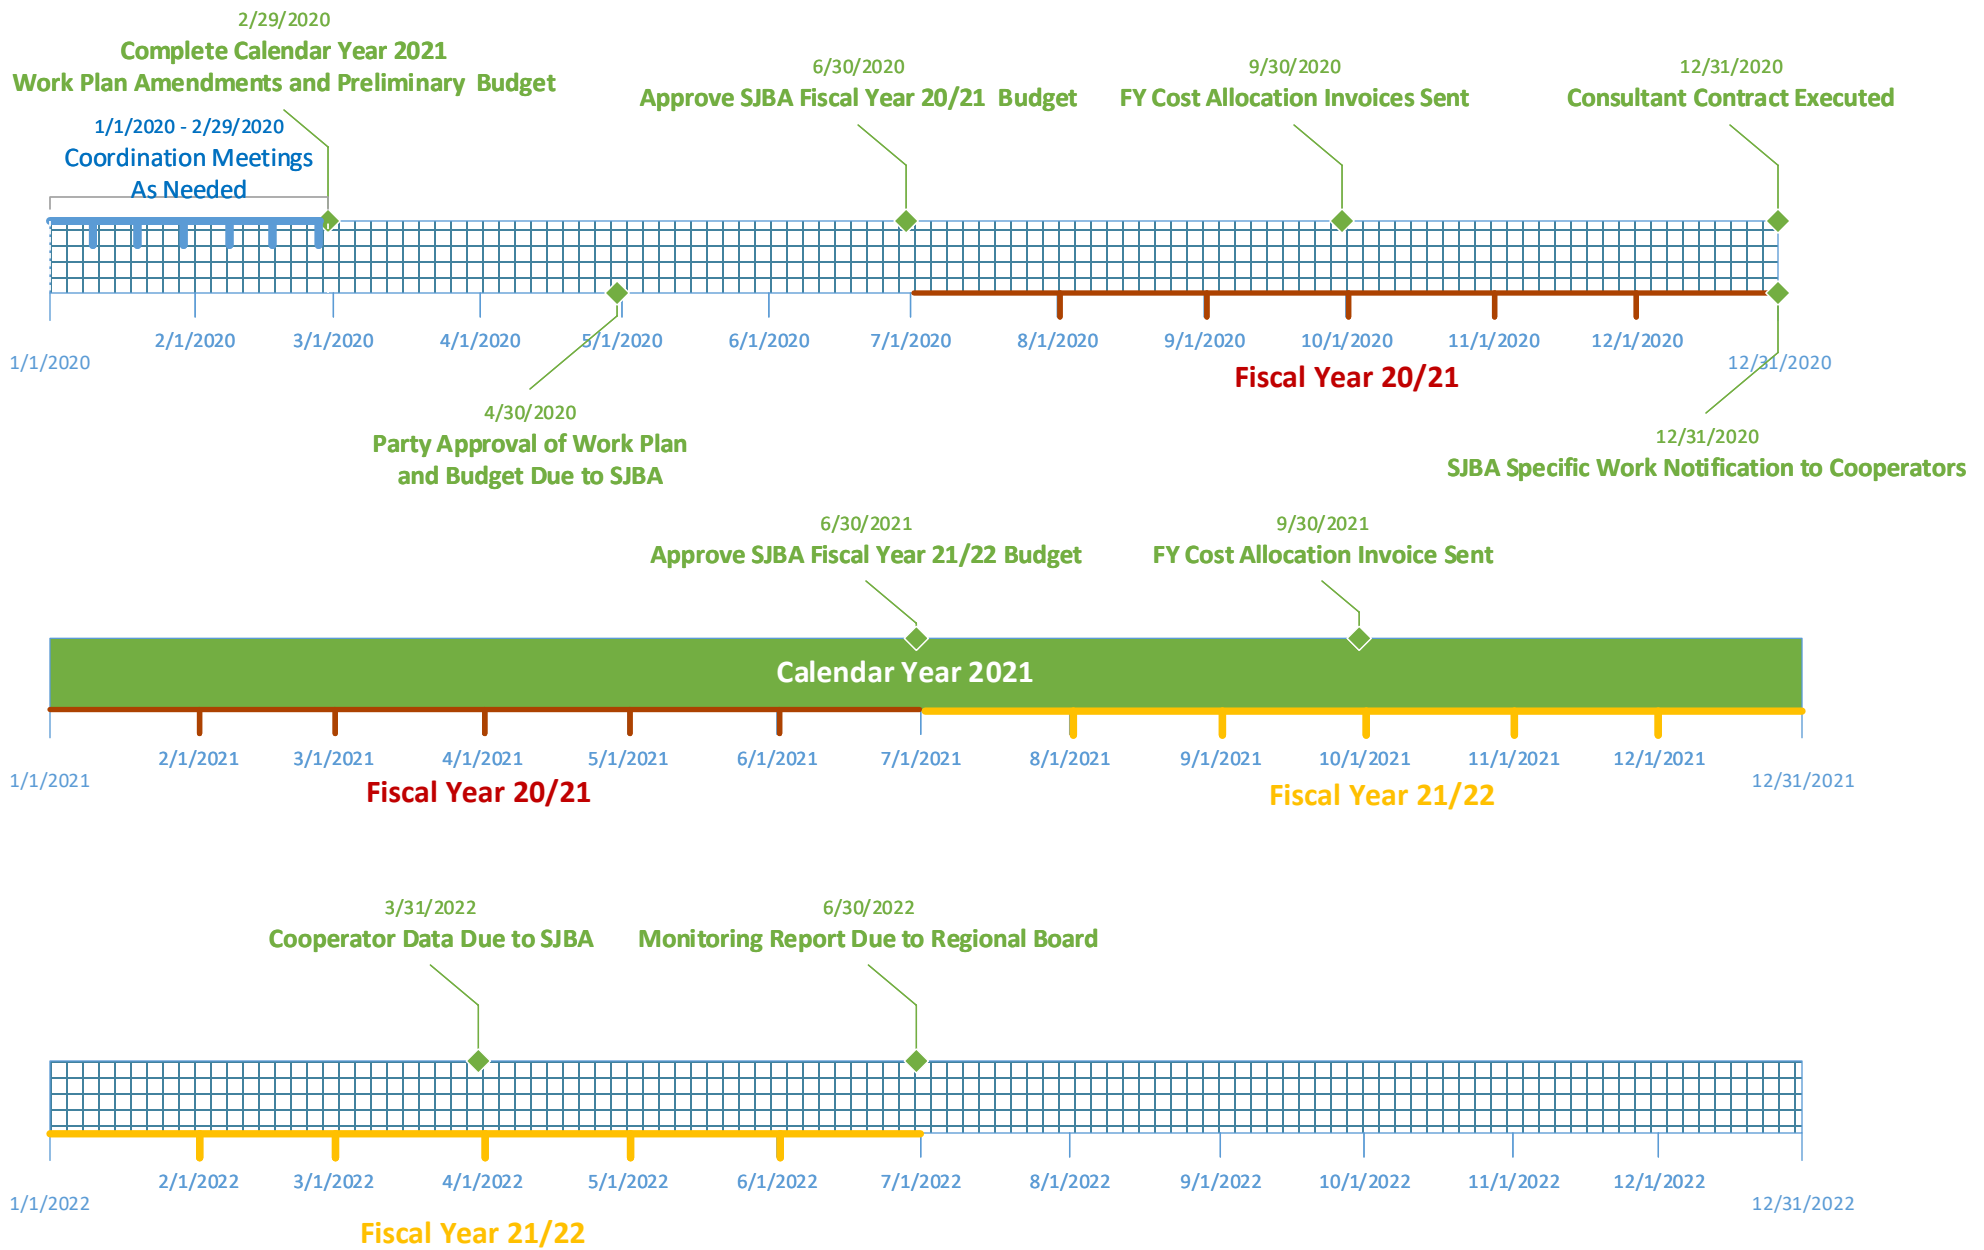 2/29/2020
Complete Calendar Year 2021
Work Plan Amendments and Preliminary Budget
1/1/2020 - 2/29/2020
Coordination Meetings
As Needed
6/30/2020
Approve SJBA Fiscal Year 20/21 Budget
9/30/2020
FY Cost Allocation Invoices Sent
12/31/2020
Consultant Contract Executed
2/1/2020 3/1/2020 4/1/2020 5/1/2020 6/1/2020 7/1/2020 8/1/2020 9/1/2020 10/1/2020 11/1/2020 12/1/2020
1/1/2020 12/31/2020
Fiscal Year 20/21
4/30/2020
Party Approval of Work Plan
and Budget Due to SJBA
12/31/2020
SJBA Specific Work Notification to Cooperators
6/30/2021
Approve SJBA Fiscal Year 21/22 Budget
9/30/2021
FY Cost Allocation Invoice Sent
Calendar Year 2021
2/1/2021 3/1/2021 4/1/2021 5/1/2021 6/1/2021 7/1/2021 8/1/2021 9/1/2021 10/1/2021 11/1/2021 12/1/2021
1/1/2021 12/31/2021
Fiscal Year 20/21 Fiscal Year 21/22
3/31/2022
Cooperator Data Due to SJBA
6/30/2022
Monitoring Report Due to Regional Board
2/1/2022 3/1/2022 4/1/2022 5/1/2022 6/1/2022 7/1/2022 8/1/2022 9/1/2022 10/1/2022 11/1/2022 12/1/2022
1/1/2022 12/31/2022
Fiscal Year 21/22